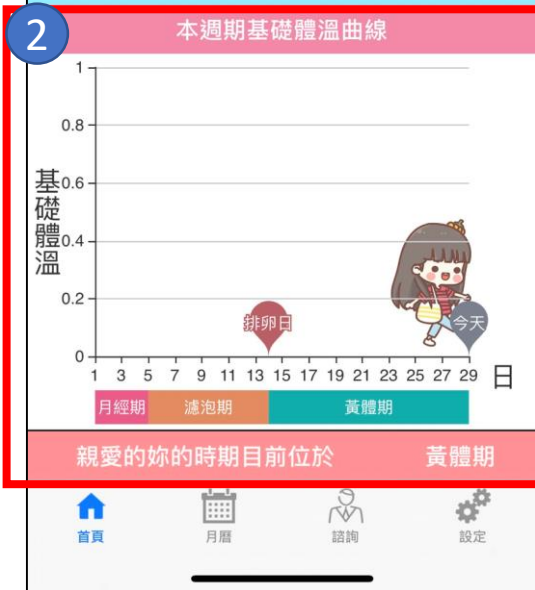 2
本週期基礎體溫曲線
1
0.8
0.6
0.4
0.2
0
基礎體溫
排卵日
今天
1 3 5 7 9 11 13 15 17 19 21 23 25 27 29 日
月經期 濾泡期 黃體期
親愛的妳的時期目前位於 黃體期
首頁 月曆 諮詢 設定